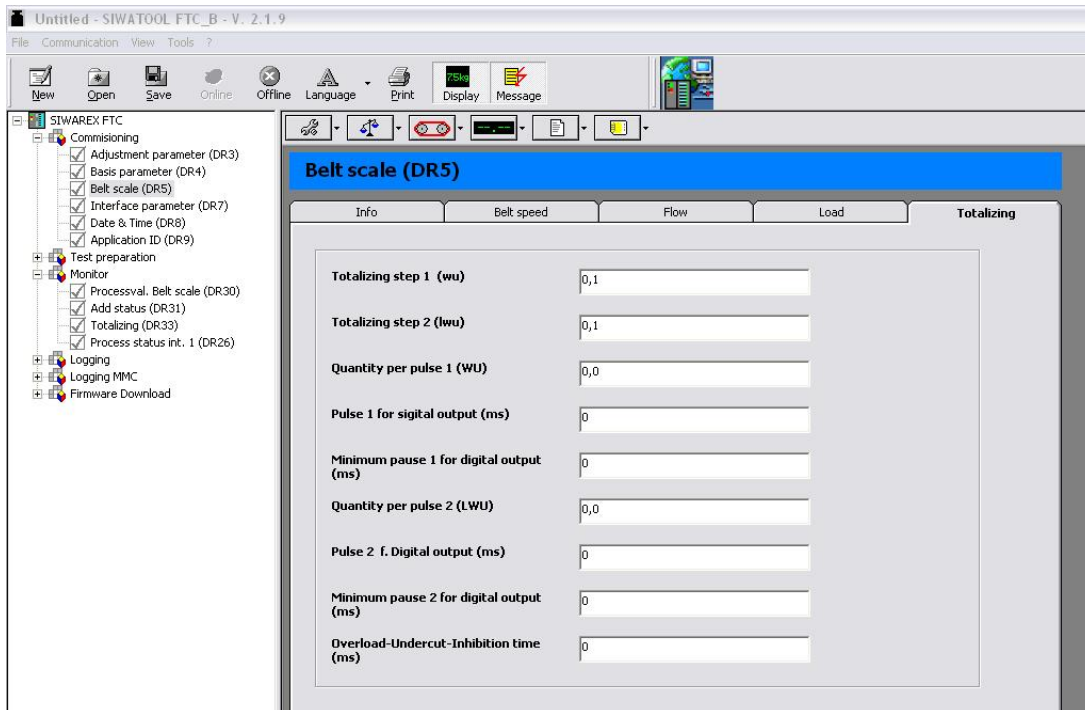 Untitled - SIWATOOL FTC_B - V. 2.1.9
File Communication View Tools ?
New Open Save Online Offline Language Print Display Message
75kg
SIWAREX FTC
Commisioning
Adjustment parameter (DR3)
Basis parameter (DR4)
Belt scale (DR5)
Interface parameter (DR7)
Date & Time (DR8)
Application ID (DR9)
Test preparation
Monitor
Processval. Belt scale (DR30)
Add status (DR31)
Totalizing (DR33)
Process status int. 1 (DR26)
Logging
Logging MMC
Firmware Download
Belt scale (DR5)
Info Belt speed Flow Load Totalizing
Totalizing step 1 (wu) 0,1
Totalizing step 2 (lwu) 0,1
Quantity per pulse 1 (WU) 0,0
Pulse 1 for sigital output (ms) 0
Minimum pause 1 for digital output
(ms) 0
Quantity per pulse 2 (LWU) 0,0
Pulse 2 f. Digital output (ms) 0
Minimum pause 2 for digital output
(ms) 0
Overload-Undercut-Inhibition time
(ms) 0